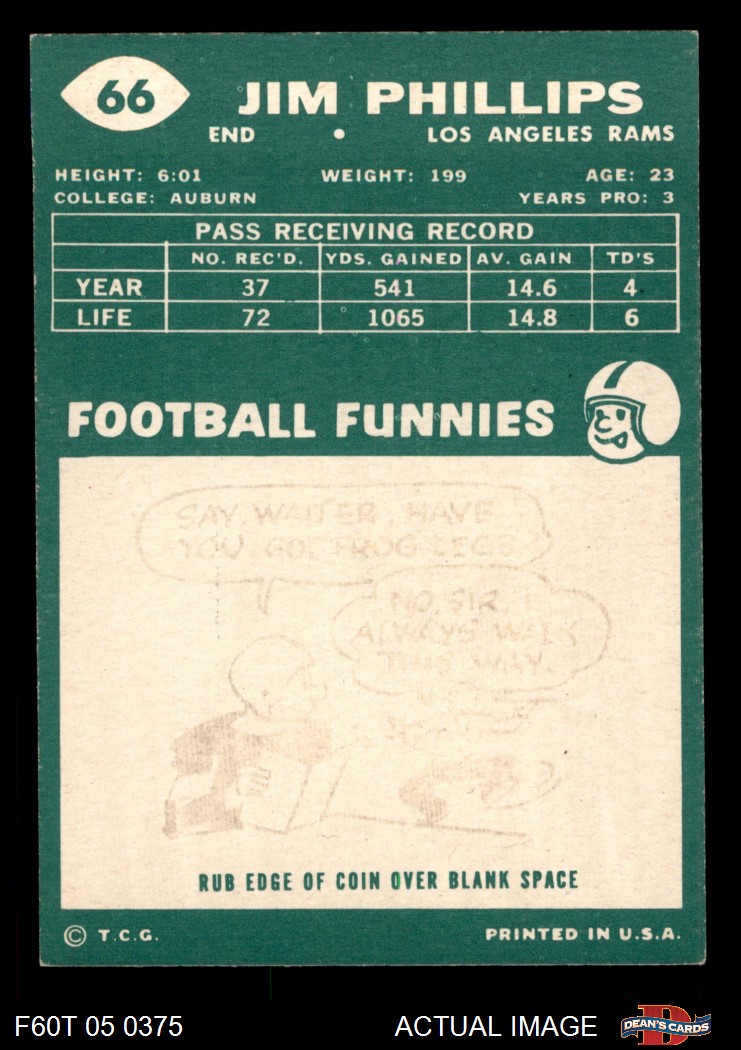 66
JIM PHILLIPS
END • LOS ANGELES RAMS
HEIGHT: 6:01 WEIGHT: 199 AGE: 23
COLLEGE: AUBURN YEARS PRO: 3
PASS RECEIVING RECORD
NO. REC'D. YDS. GAINED AV. GAIN TD'S
YEAR 37 541 14.6 4
LIFE 72 1065 14.8 6
FOOTBALL FUNNIES
SAY WAITER, HAVE
YOU GOT FROG LEGS
NO, SIR, I
ALWAYS WALK
THIS WAY.
RUB EDGE OF COIN OVER BLANK SPACE
© T.C.G. PRINTED IN U.S.A.
F60T 05 0375 ACTUAL IMAGE DEAN'S CARDS